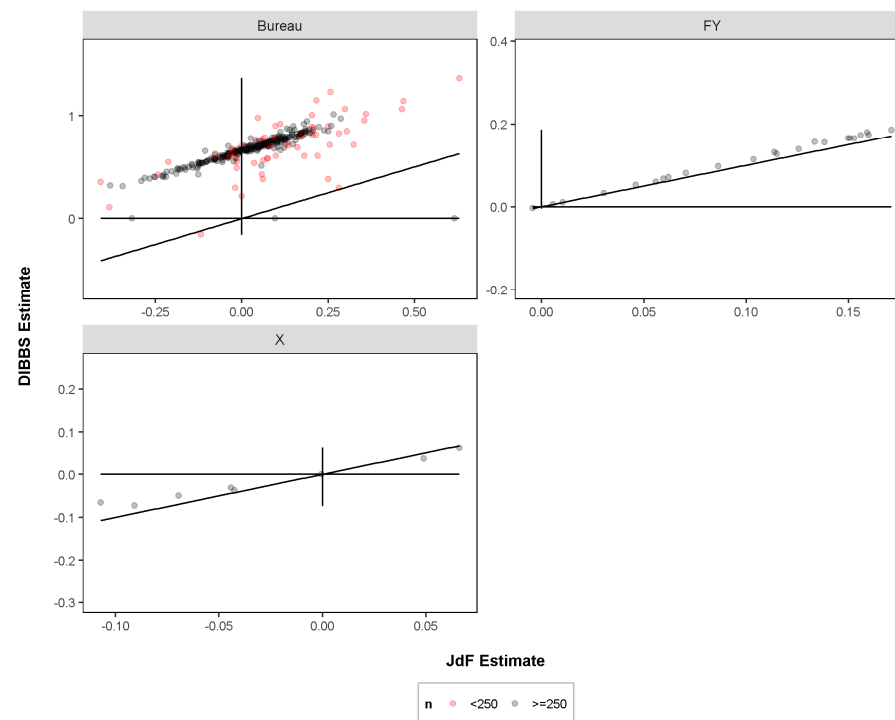 Bureau
FY
1
0
-0.25 0.00 0.25 0.50
0.4
0.2
0.0
-0.2
0.00 0.05 0.10 0.15
X
0.2
0.1
0.0
-0.1
-0.2
-0.3
-0.10 -0.05 0.00 0.05
DIBBS Estimate
JdF Estimate
n <250 >=250